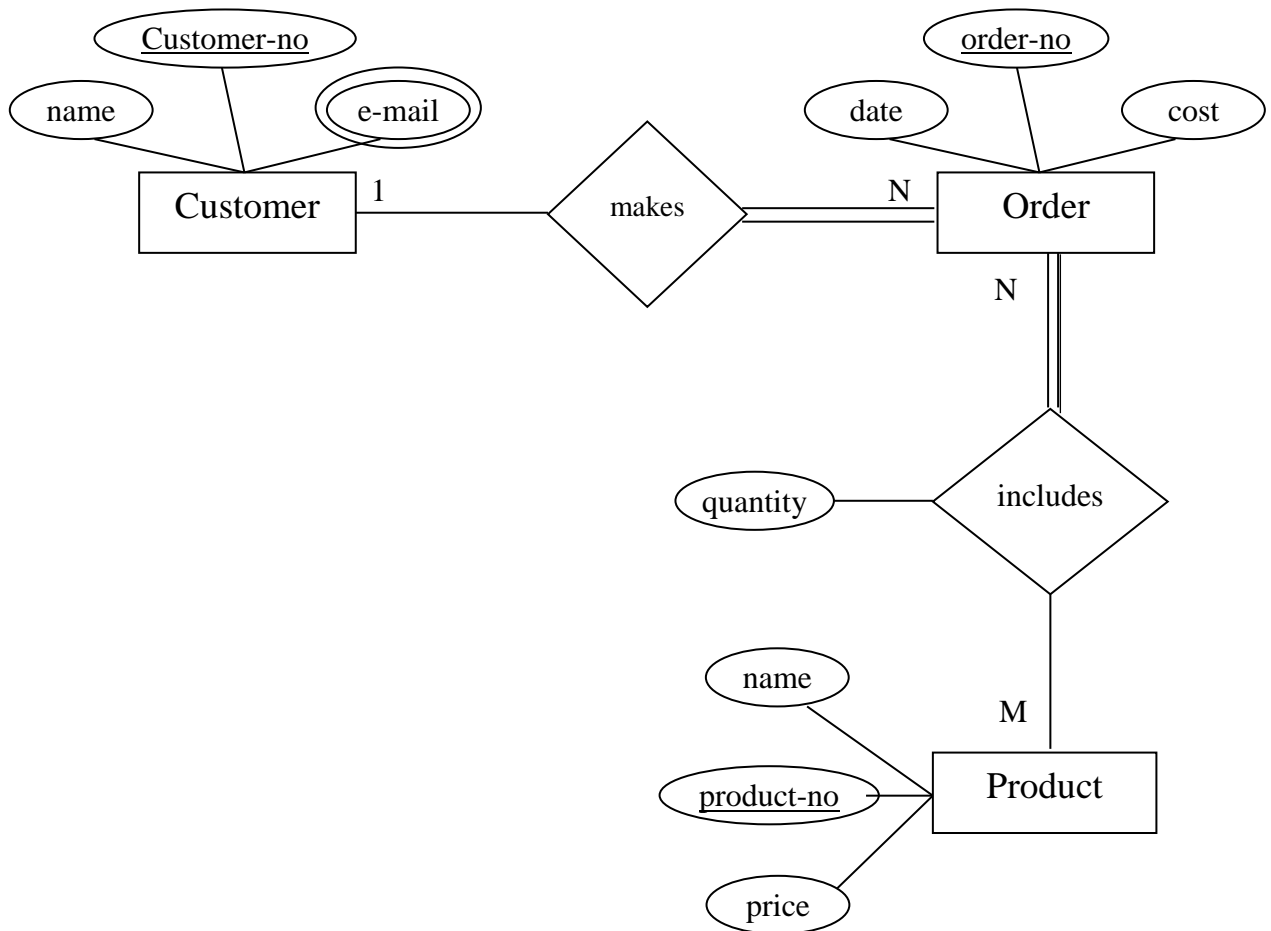 Customer-no
name
e-mail
order-no
date
cost
Customer
1
makes
N
Order
N
quantity
includes
name
M
product-no
Product
price